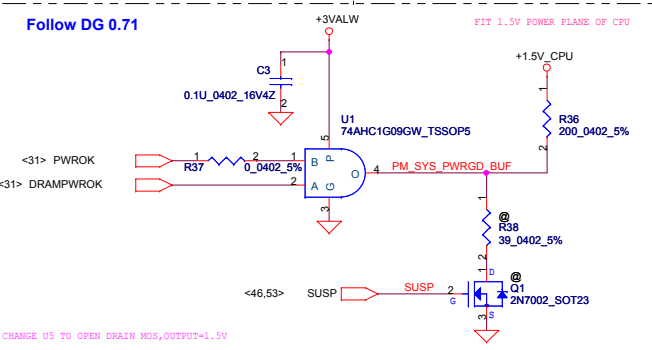 Follow DG 0.71
+3VALW
FIT 1.5V POWER PLANE OF CPU
+1.5V_CPU
C3
1
0.1U_0402_16V4Z
2
1
R36
200_0402_5%
2
U1
74AHC1G09GW_TSSOP5
5
<31> PWROK
1
2
1
B
P
R37
0_0402_5%
O
4
PM_SYS_PWRGD_BUF
<31> DRAMPWROK
2
A
G
3
1
@
R38
39_0402_5%
2
1
D
@
Q1
2N7002_SOT23
<46,53>
SUSP
SUSP
2
G
3
S
CHANGE U5 TO OPEN DRAIN MOS,OUTPUT=1.5V